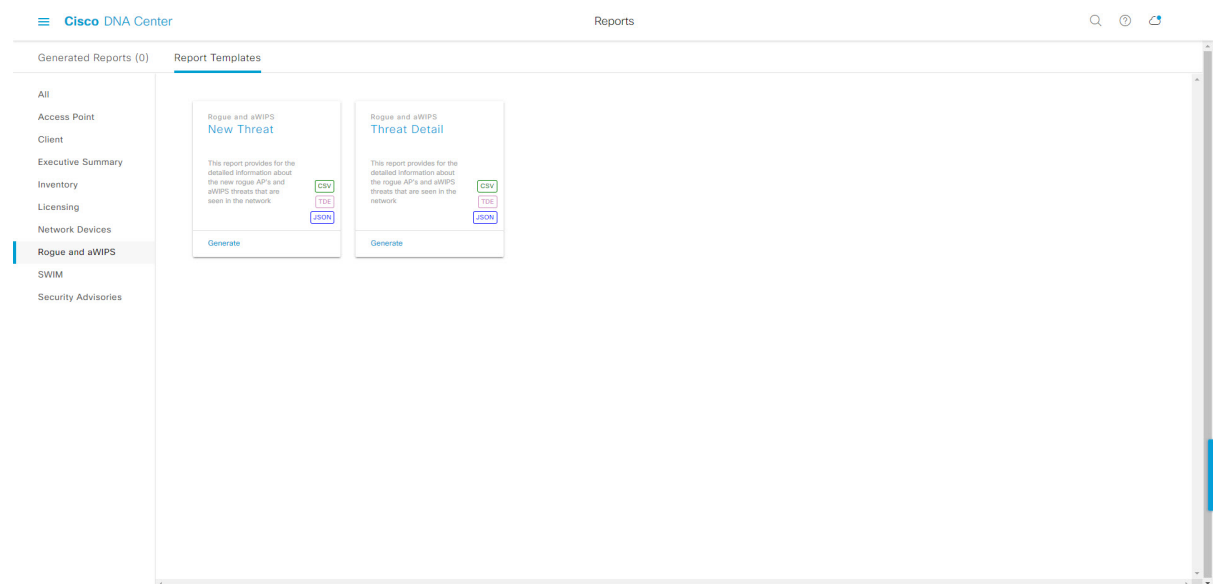 Cisco DNA Center
Reports
Generated Reports (0)
Report Templates
All
Access Point
Client
Executive Summary
Inventory
Licensing
Network Devices
Rogue and aWIPS
SWIM
Security Advisories
Rogue and aWIPS
New Threat
This report provides for the
detailed information about
the new rogue AP's and
aWIPS threats that are
seen in the network
CSV
TDE
JSON
Generate
Rogue and aWIPS
Threat Detail
This report provides for the
detailed information about
the rogue AP's and aWIPS
threats that are seen in the
network
CSV
TDE
JSON
Generate